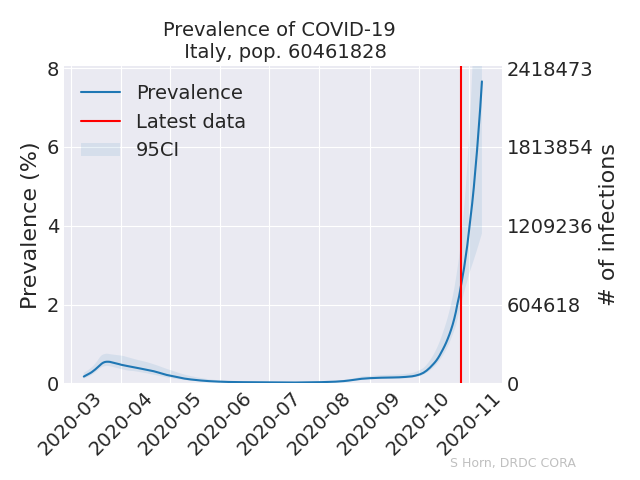 Prevalence of COVID-19
Italy, pop. 60461828
Prevalence (%)
8
6
4
2
0
Prevalence
Latest data
95CI
2418473
1813854
1209236
604618
0
# of infections
2020-03
2020-04
2020-05
2020-06
2020-07
2020-08
2020-09
2020-10
2020-11
S Horn, DRDC CORA